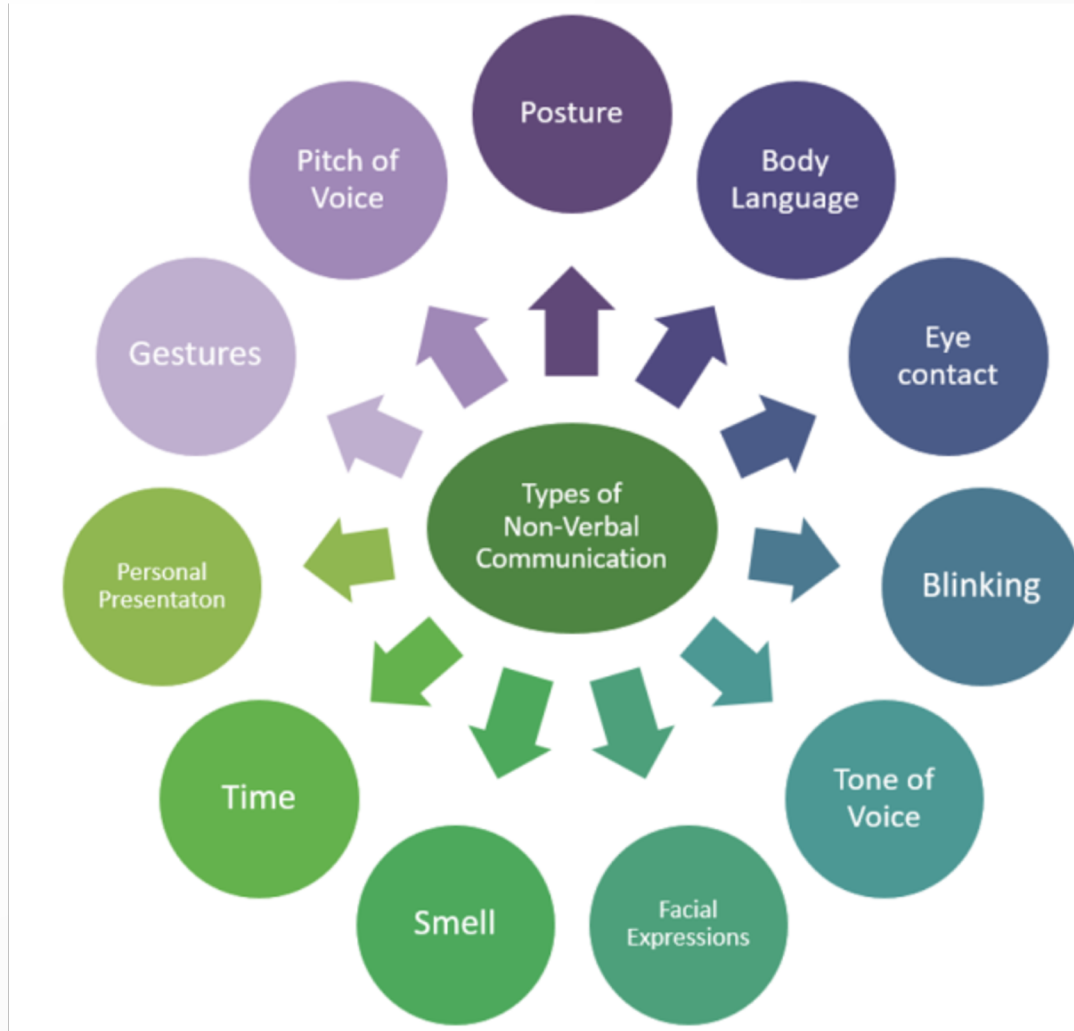 Posture
Body
Language
Eye
contact
Blinking
Tone of
Voice
Facial
Expressions
Smell
Time
Personal
Presentaton
Gestures
Pitch of
Voice
Types of
Non-Verbal
Communication